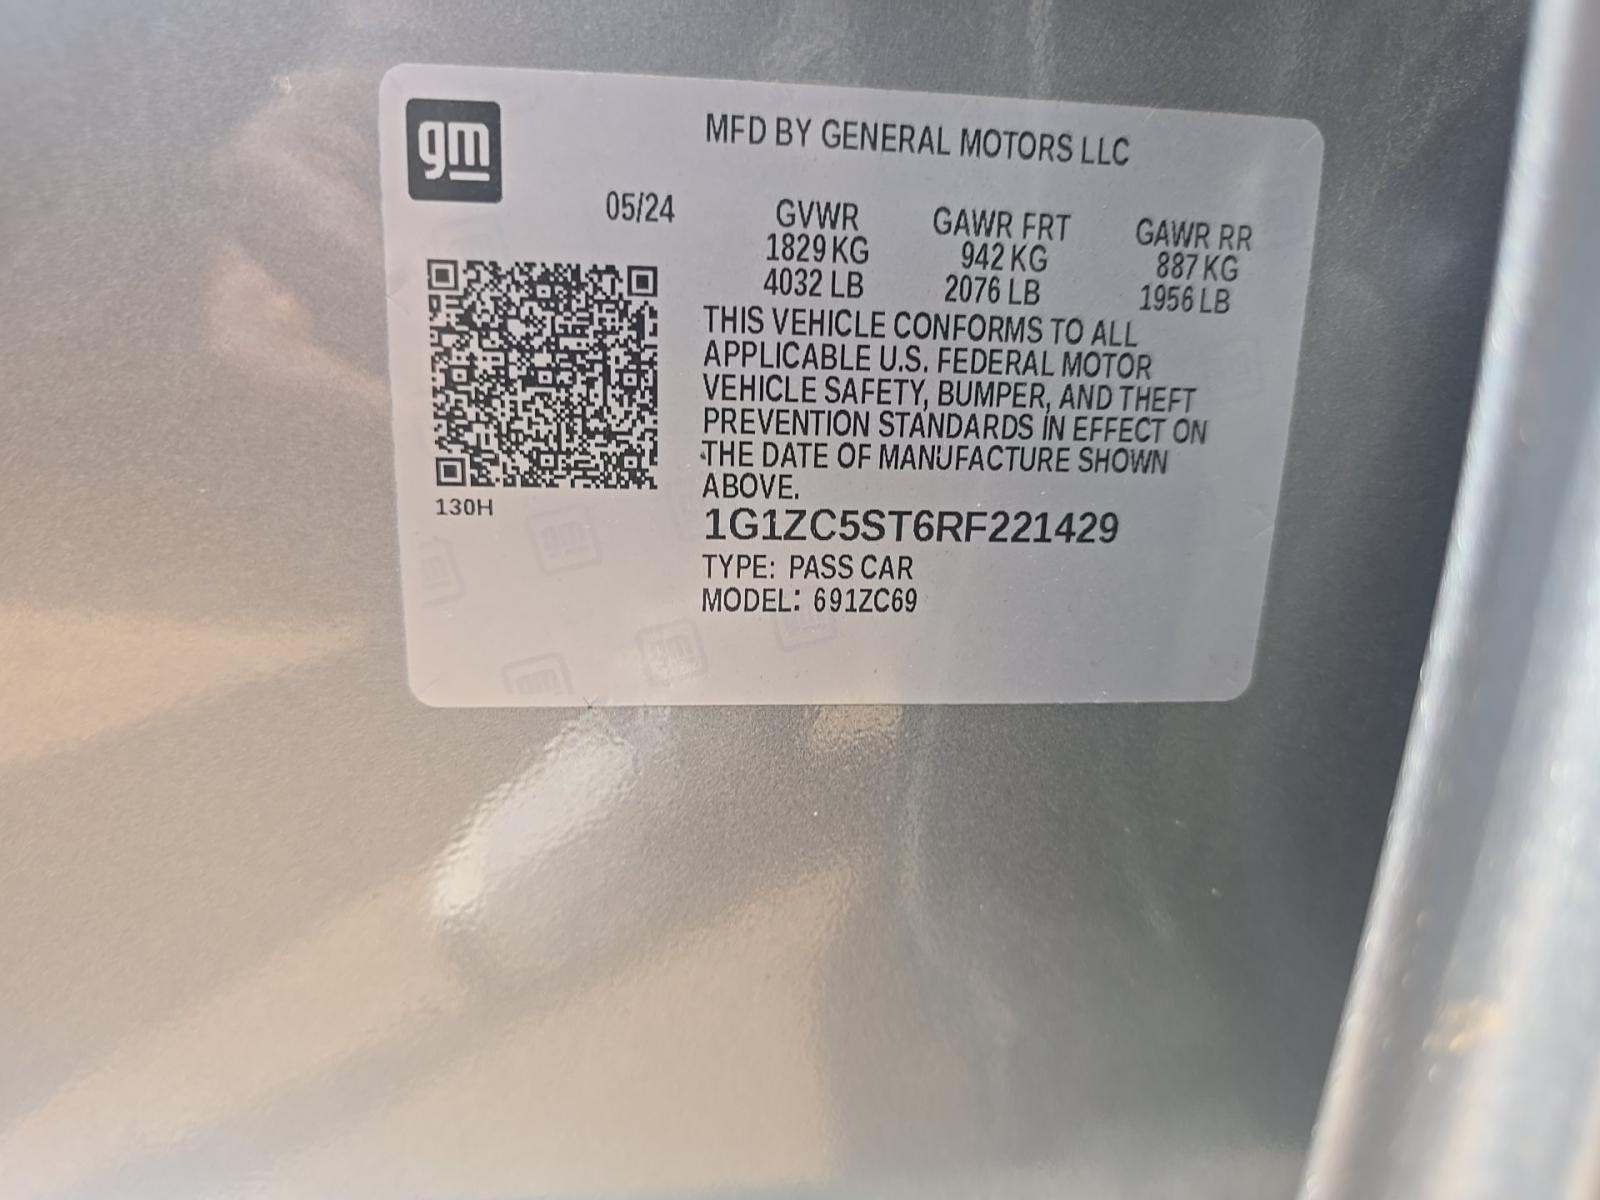 gm
MFD BY GENERAL MOTORS LLC
05/24 GVWR GAWR FRT GAWR RR
1829 KG 942 KG 887 KG
4032 LB 2076 LB 1956 LB
THIS VEHICLE CONFORMS TO ALL
APPLICABLE U.S. FEDERAL MOTOR
VEHICLE SAFETY, BUMPER, AND THEFT
PREVENTION STANDARDS IN EFFECT ON
THE DATE OF MANUFACTURE SHOWN
ABOVE.
130H
1G1ZC5ST6RF221429
TYPE: PASS CAR
MODEL: 691ZC69